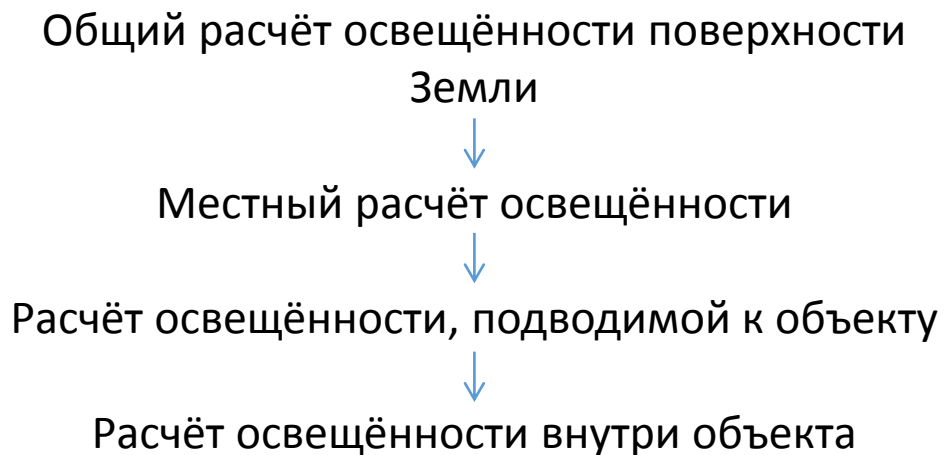 Общий расчёт освещённости поверхности
Земли
Местный расчёт освещённости
Расчёт освещённости, подводимой к объекту
Расчёт освещённости внутри объекта